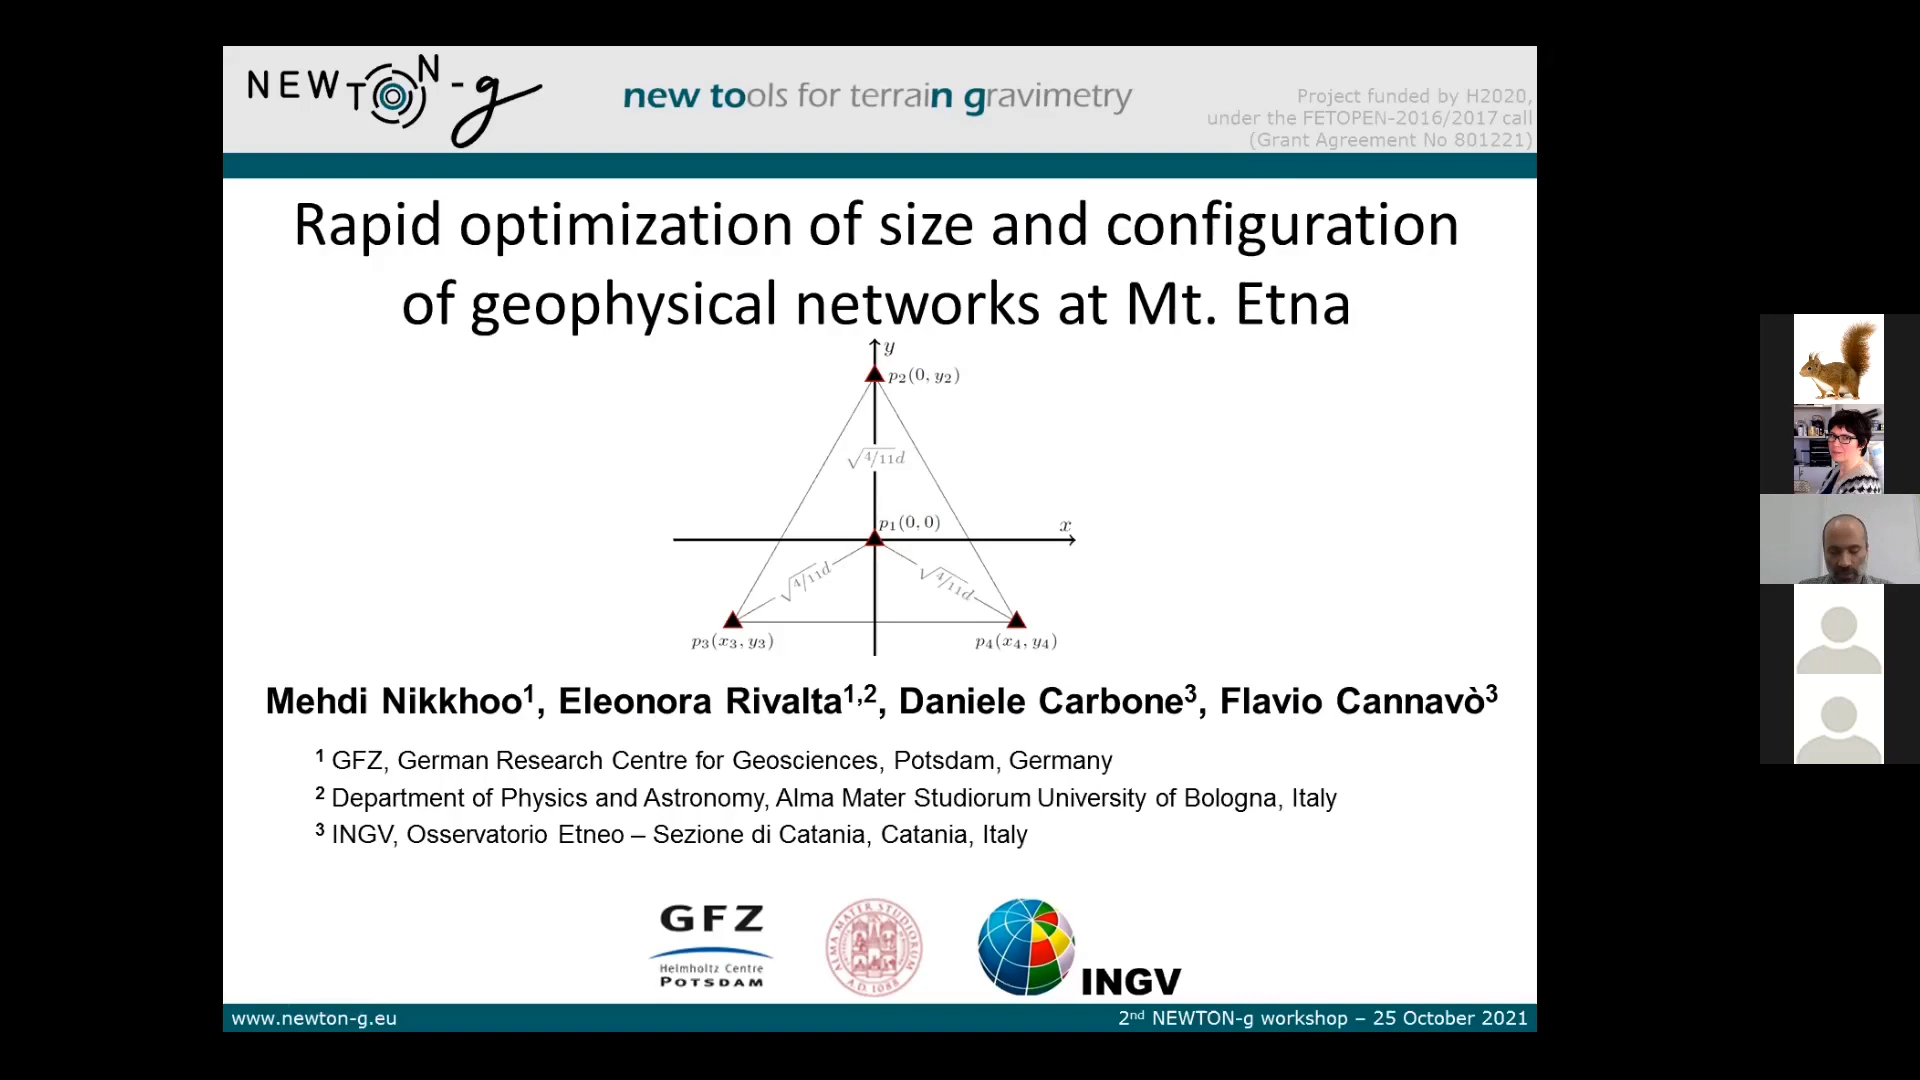 NEWTON-g
new tools for terrain gravimetry
Project funded by H2020,
under the FETOPEN-2016/2017 call
(Grant Agreement No 801221)
Rapid optimization of size and configuration
of geophysical networks at Mt. Etna
y
p₂(0, y₂)
√4/11d
p₁(0, 0)
x
√4/11d
√4/11d
p₃(x₃, y₃)
p₄(x₄, y₄)
Mehdi Nikkhoo¹, Eleonora Rivalta¹,², Daniele Carbone³, Flavio Cannavò³
¹ GFZ, German Research Centre for Geosciences, Potsdam, Germany
² Department of Physics and Astronomy, Alma Mater Studiorum University of Bologna, Italy
³ INGV, Osservatorio Etneo – Sezione di Catania, Catania, Italy
GFZ
Helmholtz Centre
POTSDAM
ALMA MATER STUDIORUM
A.D. 1088
INGV
www.newton-g.eu
2nd NEWTON-g workshop – 25 October 2021